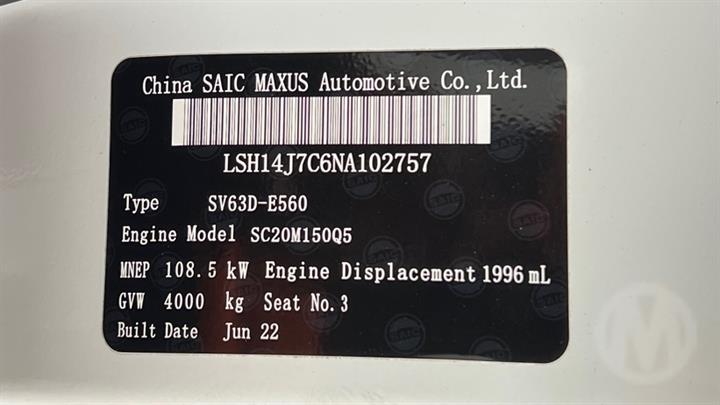 China SAIC MAXUS Automotive Co., Ltd.
LSH14J7C6NA102757
Type SV63D-E560
Engine Model SC20M150Q5
MNEP 108.5 kW Engine Displacement 1996 mL
GVW 4000 kg Seat No. 3
Built Date Jun 22
SAIC
M